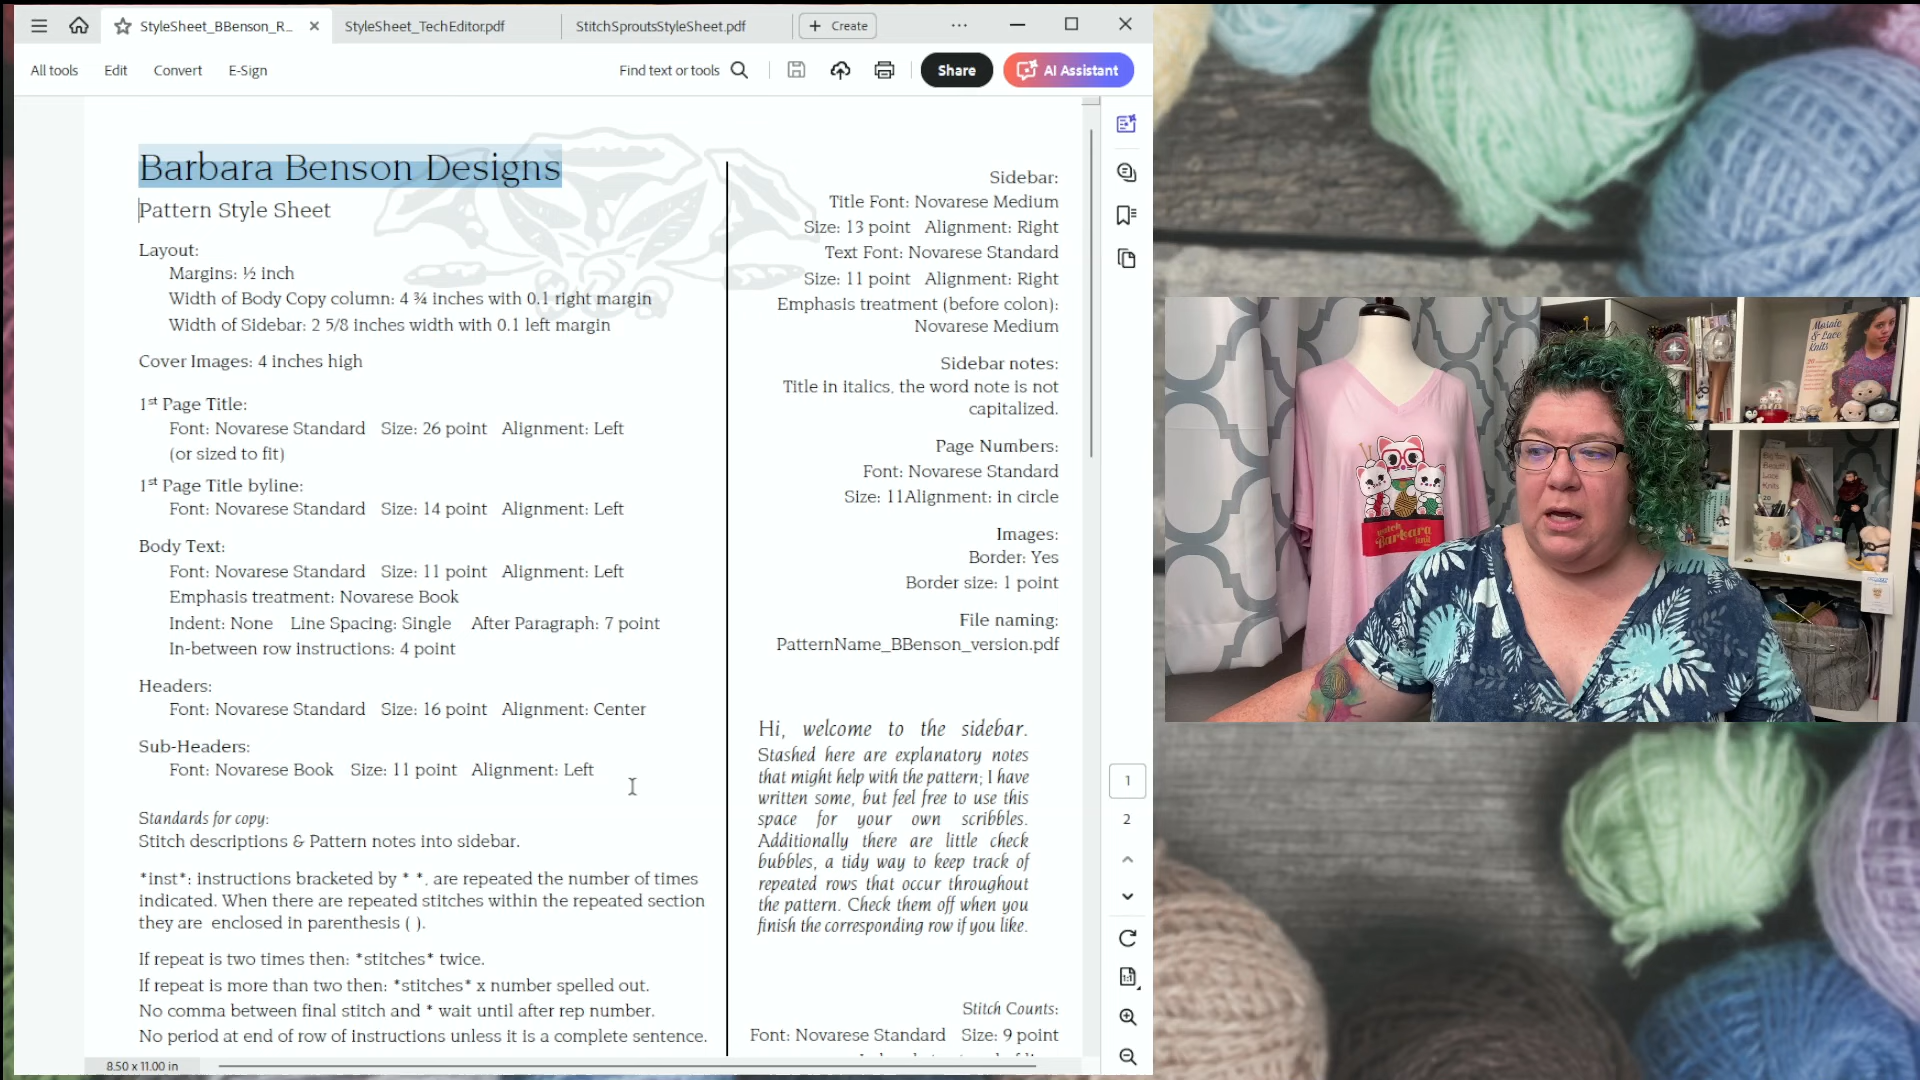 StyleSheet_BBenson_R...
StyleSheet_TechEditor.pdf
StitchSproutsStyleSheet.pdf
Create
All tools
Edit
Convert
E-Sign
Find text or tools
Share
AI Assistant
Barbara Benson Designs
Pattern Style Sheet
Layout:
Margins: ½ inch
Width of Body Copy column: 4 ¾ inches with 0.1 right margin
Width of Sidebar: 2 5/8 inches width with 0.1 left margin
Cover Images: 4 inches high
1st Page Title:
Font: Novarese Standard Size: 26 point Alignment: Left
(or sized to fit)
1st Page Title byline:
Font: Novarese Standard Size: 14 point Alignment: Left
Body Text:
Font: Novarese Standard Size: 11 point Alignment: Left
Emphasis treatment: Novarese Book
Indent: None Line Spacing: Single After Paragraph: 7 point
In-between row instructions: 4 point
Headers:
Font: Novarese Standard Size: 16 point Alignment: Center
Sub-Headers:
Font: Novarese Book Size: 11 point Alignment: Left
Standards for copy:
Stitch descriptions & Pattern notes into sidebar.
*inst*: instructions bracketed by * *, are repeated the number of times
indicated. When there are repeated stitches within the repeated section
they are enclosed in parenthesis ( ).
If repeat is two times then: *stitches* twice.
If repeat is more than two then: *stitches* x number spelled out.
No comma between final stitch and * wait until after rep number.
No period at end of row of instructions unless it is a complete sentence.
Sidebar:
Title Font: Novarese Medium
Size: 13 point Alignment: Right
Text Font: Novarese Standard
Size: 11 point Alignment: Right
Emphasis treatment (before colon):
Novarese Medium
Sidebar notes:
Title in italics, the word note is not
capitalized.
Page Numbers:
Font: Novarese Standard
Size: 11Alignment: in circle
Images:
Border: Yes
Border size: 1 point
File naming:
PatternName_BBenson_version.pdf
Hi, welcome to the sidebar.
Stashed here are explanatory notes
that might help with the pattern; I have
written some, but feel free to use this
space for your own scribbles.
Additionally there are little check
bubbles, a tidy way to keep track of
repeated rows that occur throughout
the pattern. Check them off when you
finish the corresponding row if you like.
Stitch Counts:
Font: Novarese Standard Size: 9 point
1
2
8.50 x 11.00 in
watch
Barbara
knit
Mosaic
& Lace
Knits
20
Lace
Knits
20